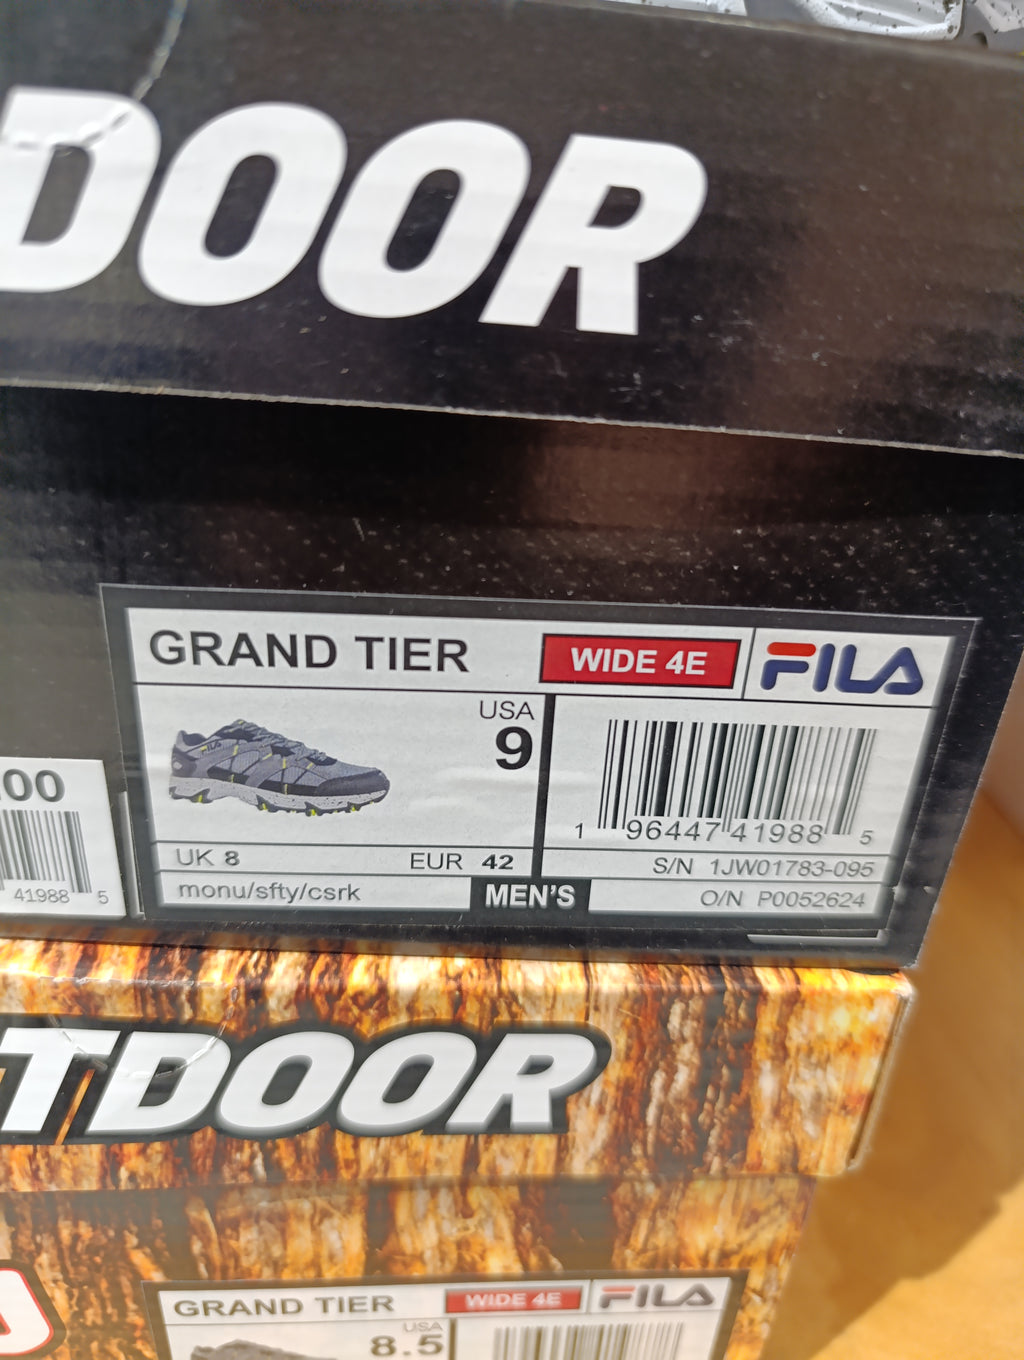 DOOR
GRAND TIER WIDE 4E FILA
USA
9
FILA
1 96447 41988 5
UK 8 EUR 42 S/N 1JW01783-095
monu/sfty/csrk MEN'S O/N P0052624
00
41988 5
TDOOR
GRAND TIER WIDE 4E FILA
USA
8.5